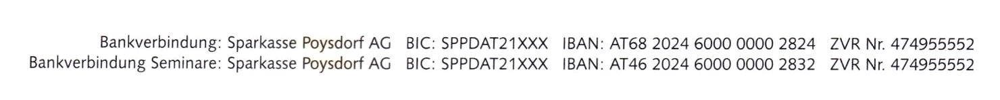 Bankverbindung: Sparkasse Poysdorf AG BIC: SPPDAT21XXX IBAN: AT68 2024 6000 0000 2824 ZVR Nr. 474955552
Bankverbindung Seminare: Sparkasse Poysdorf AG BIC: SPPDAT21XXX IBAN: AT46 2024 6000 0000 2832 ZVR Nr. 474955552